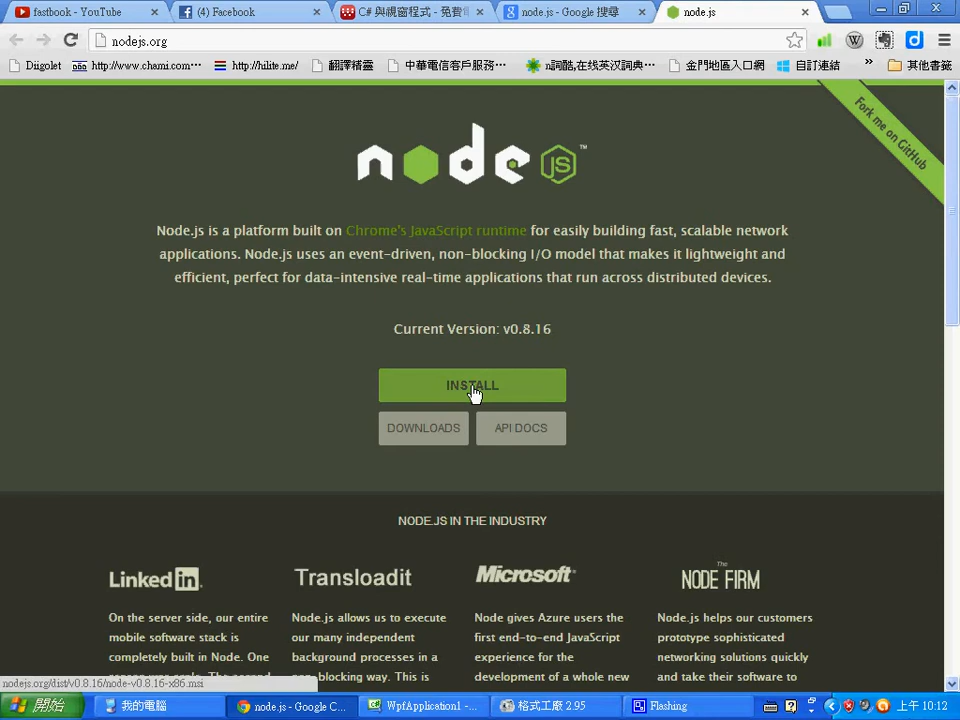 fastbook - YouTube
(4) Facebook
C# 與視窗程式 - 免費
node.js - Google 搜尋
node.js
nodejs.org
Diigolet
http://www.chami.com…
http://hilite.me/
翻譯精靈
中華電信客戶服務…
n詞酷,在线英汉词典…
金門地區入口網
自訂連結
»
其他書籤
Fork me on GitHub
node JS ™
Node.js is a platform built on Chrome's JavaScript runtime for easily building fast, scalable network
applications. Node.js uses an event-driven, non-blocking I/O model that makes it lightweight and
efficient, perfect for data-intensive real-time applications that run across distributed devices.
Current Version: v0.8.16
INSTALL
DOWNLOADS
API DOCS
NODE.JS IN THE INDUSTRY
Linked in
Transloadit
Microsoft
The
NODE FIRM
On the server side, our entire
mobile software stack is
completely built in Node. One
Node.js allows us to execute
our many independent
background processes in a
-blocking way. This is
Node gives Azure users the
first end-to-end JavaScript
experience for the
development of a whole new
Node.js helps our customers
prototype sophisticated
networking solutions quickly
and take their software to
nodejs.org/dist/v0.8.16/node-v0.8.16-x86.msi
開始
我的電腦
node.js - Google C...
WpfApplication1 - ...
格式工廠 2.95
Flashing
上午 10:12